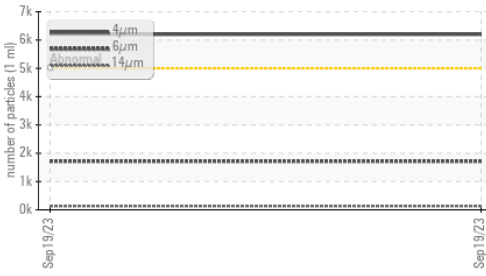 number of particles (1 ml)
7k
6k
5k
4k
3k
2k
1k
0k
4µm
6µm
Abnormal
14µm
Sep19/23
Sep19/23